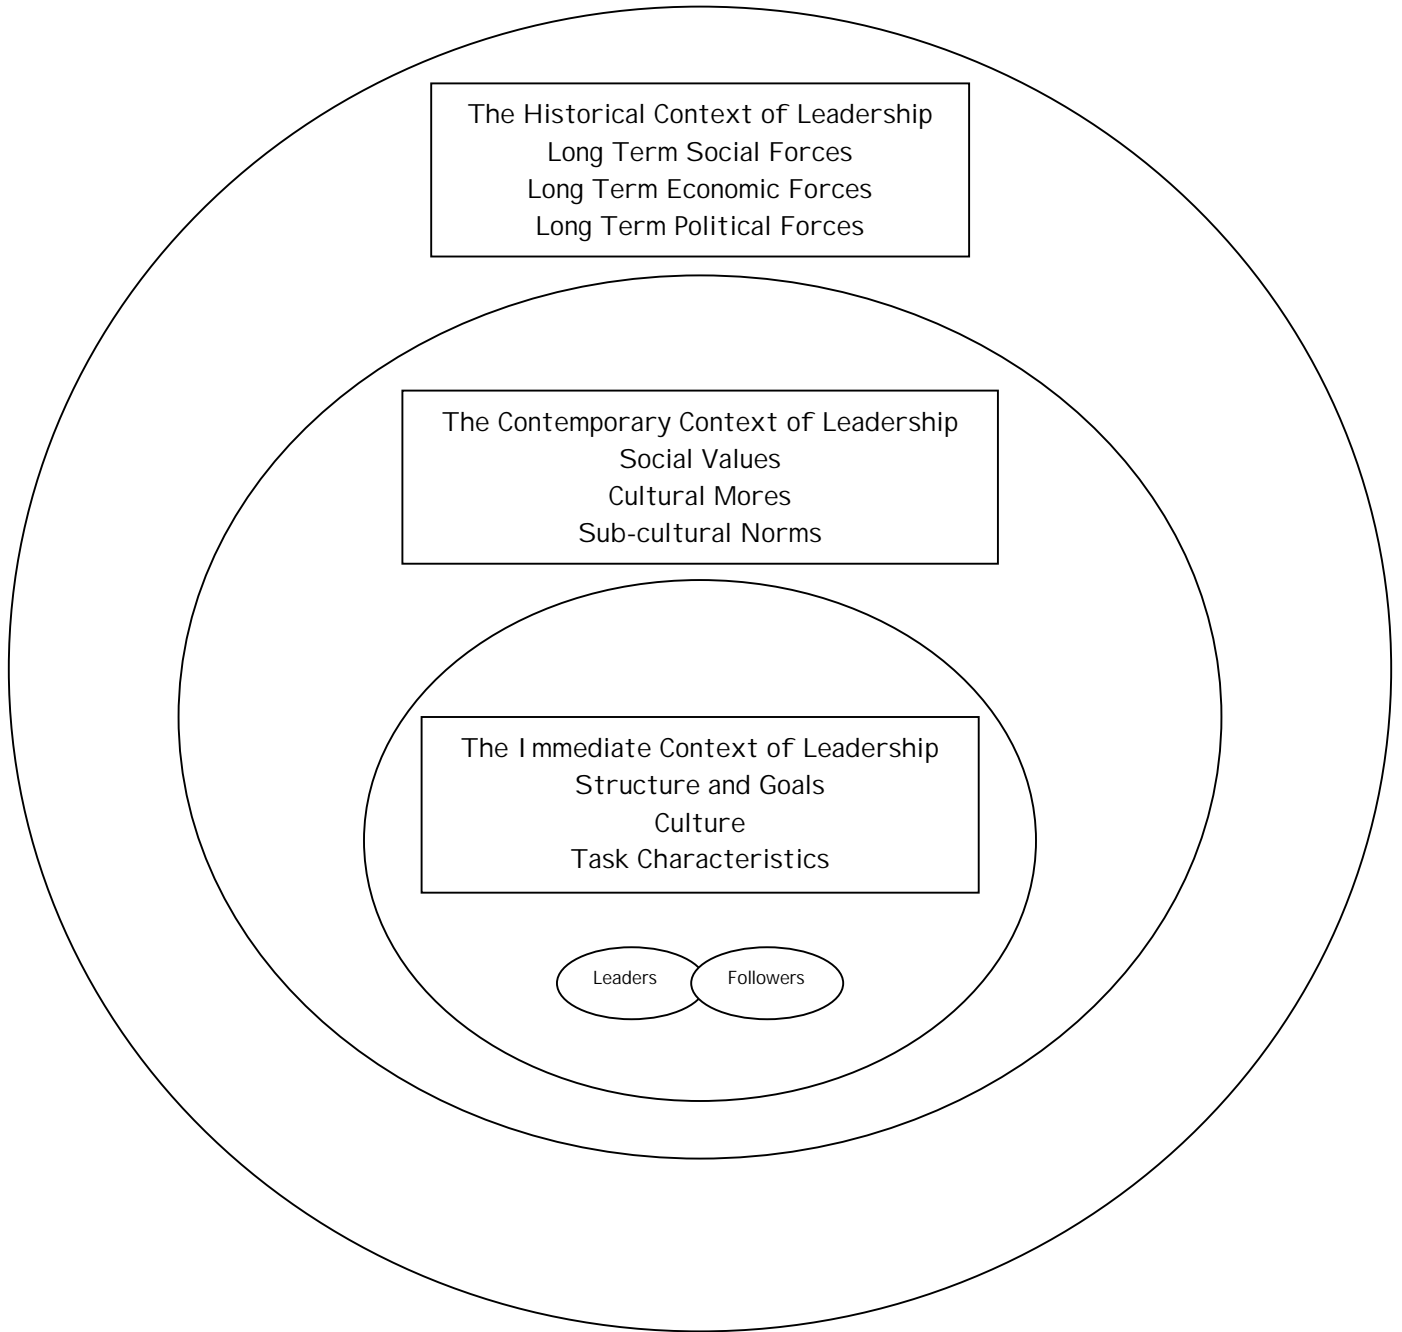 The Historical Context of Leadership
Long Term Social Forces
Long Term Economic Forces
Long Term Political Forces
The Contemporary Context of Leadership
Social Values
Cultural Mores
Sub-cultural Norms
The Immediate Context of Leadership
Structure and Goals
Culture
Task Characteristics
Leaders
Followers